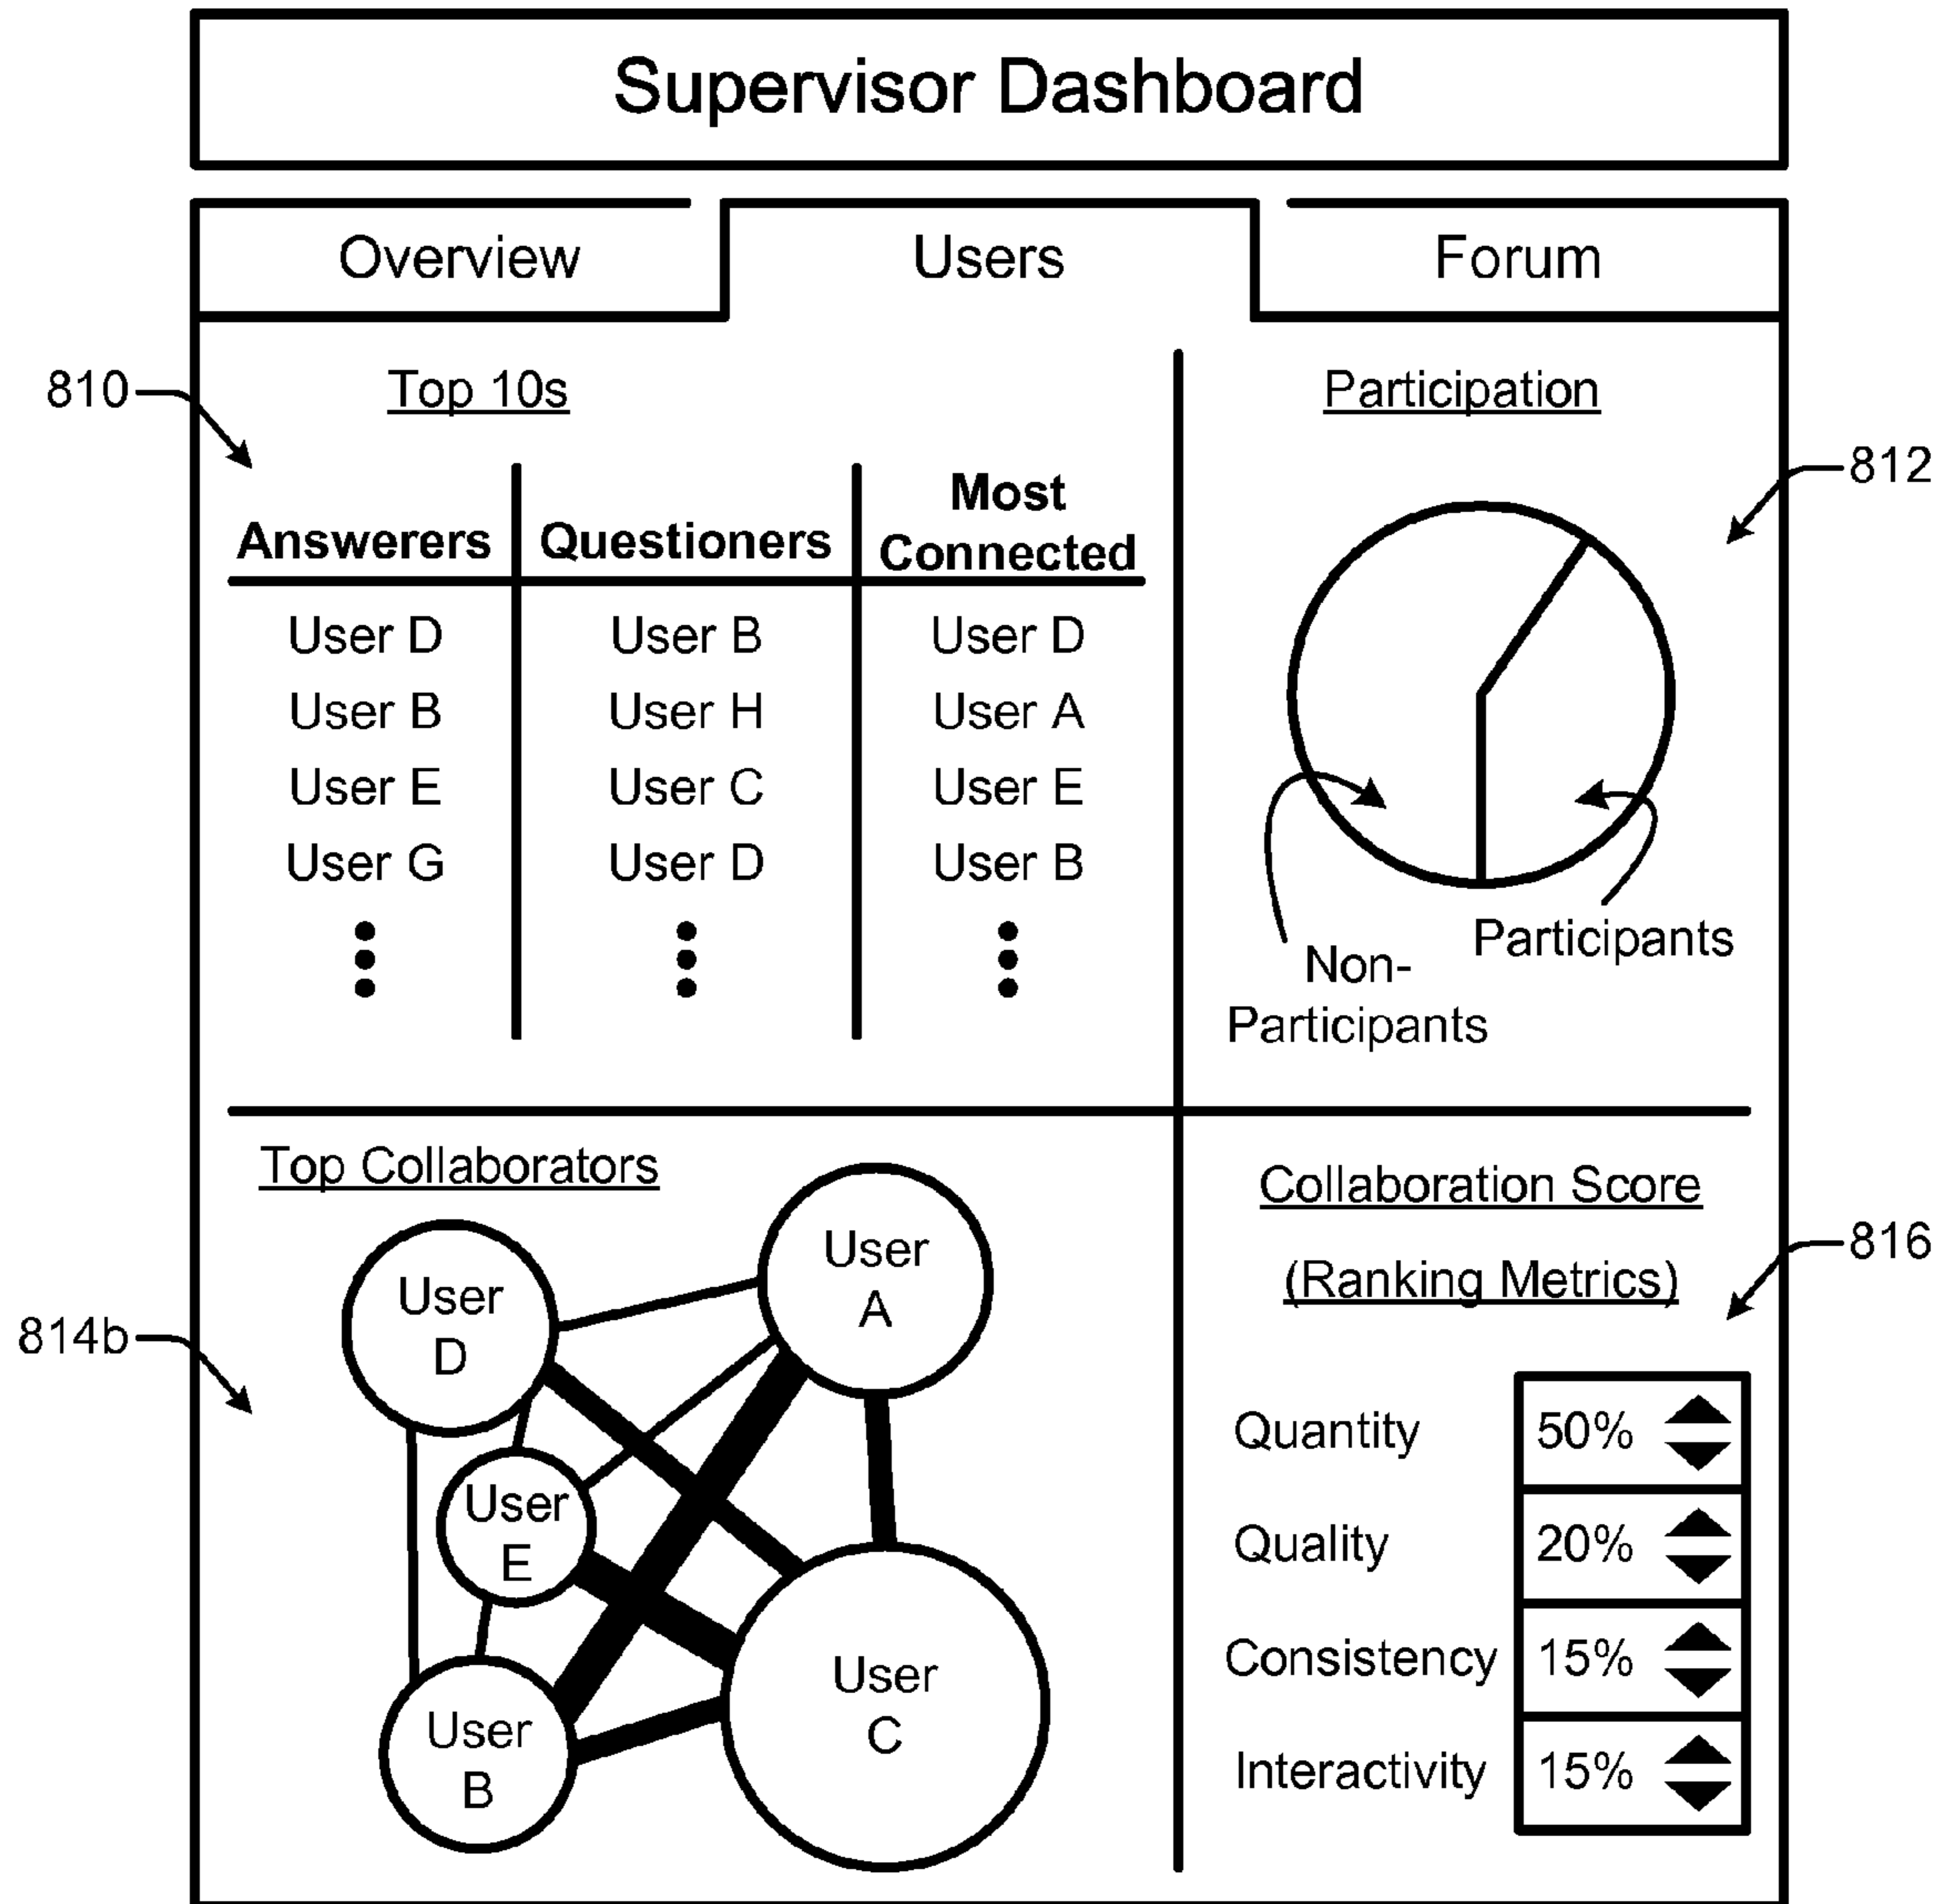 Supervisor Dashboard
Overview
Users
Forum
810
Top 10s
Answerers
Questioners
Most
Connected
User D
User B
User D
User B
User H
User A
User E
User C
User E
User G
User D
User B
Participation
812
Non-
Participants
Participants
Top Collaborators
814b
User
D
User
A
User
E
User
B
User
C
Collaboration Score
(Ranking Metrics)
816
Quantity 50%
Quality 20%
Consistency 15%
Interactivity 15%